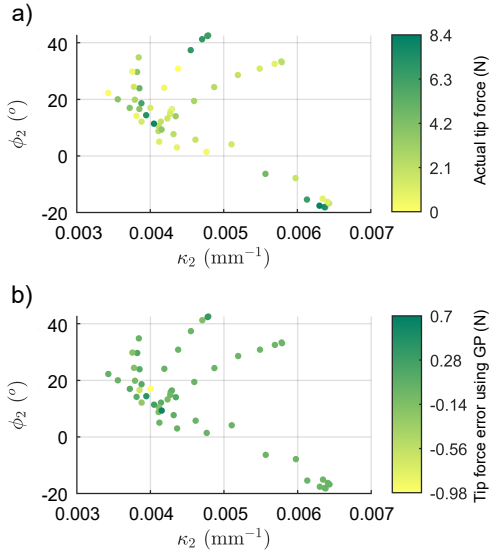 a)
40
20
0
-20
ϕ₂ (°)
0.003 0.004 0.005 0.006 0.007
κ₂ (mm⁻¹)
8.4
6.3
4.2
2.1
0
Actual tip force (N)
b)
40
20
0
-20
ϕ₂ (°)
0.003 0.004 0.005 0.006 0.007
κ₂ (mm⁻¹)
0.7
0.28
-0.14
-0.56
-0.98
Tip force error using GP (N)